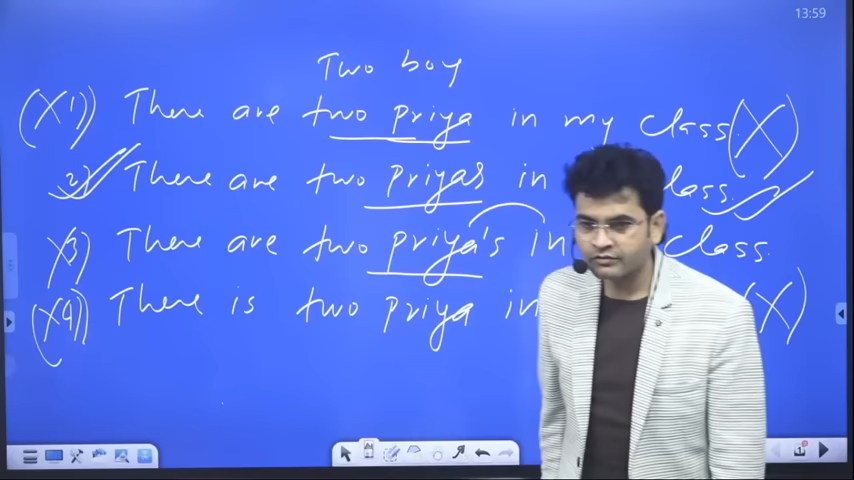 13:59
Two boy
(X1)) There are two priya in my class. (X)
2) There are two priyas in class.
X3) There are two priya's in class.
(X4)) There is two priya in (X)